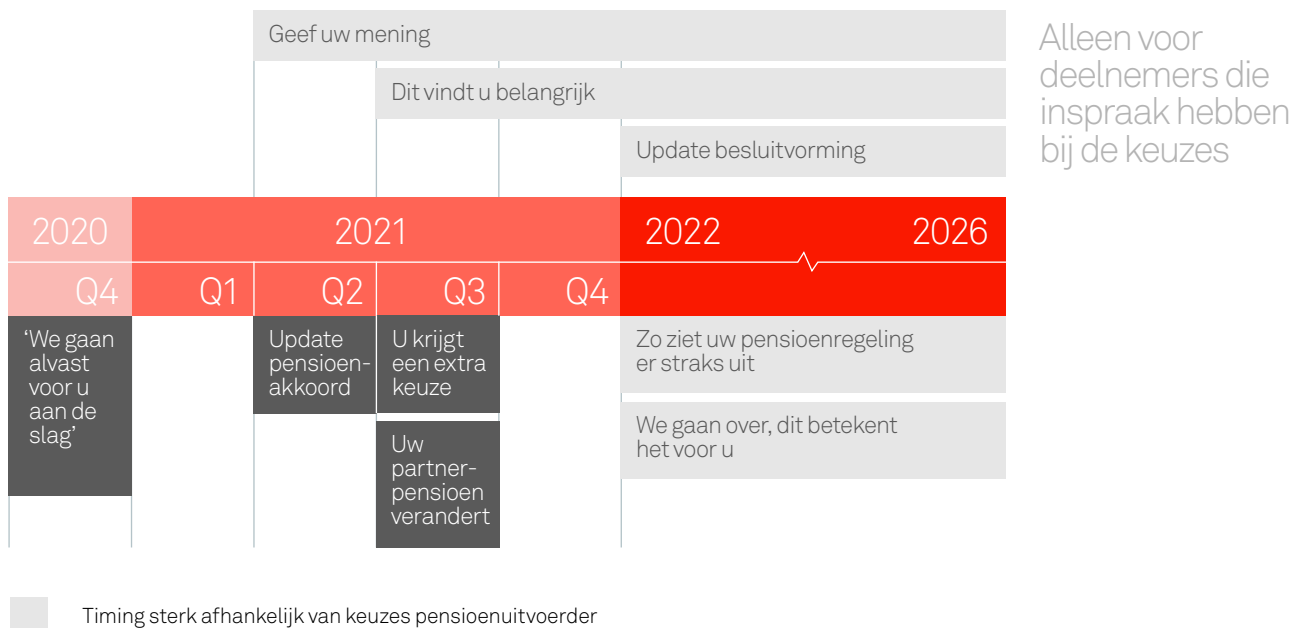 Geef uw mening
Dit vindt u belangrijk
Update besluitvorming
Alleen voor
deelnemers die
inspraak hebben
bij de keuzes
2020
2021
2022
2026
Q4
Q1
Q2
Q3
Q4
‘We gaan
alvast
voor u
aan de
slag’
Update
pensioen-
akkoord
U krijgt
een extra
keuze
Uw
partner-
pensioen
verandert
Zo ziet uw pensioenregeling
er straks uit
We gaan over, dit betekent
het voor u
Timing sterk afhankelijk van keuzes pensioenuitvoerder